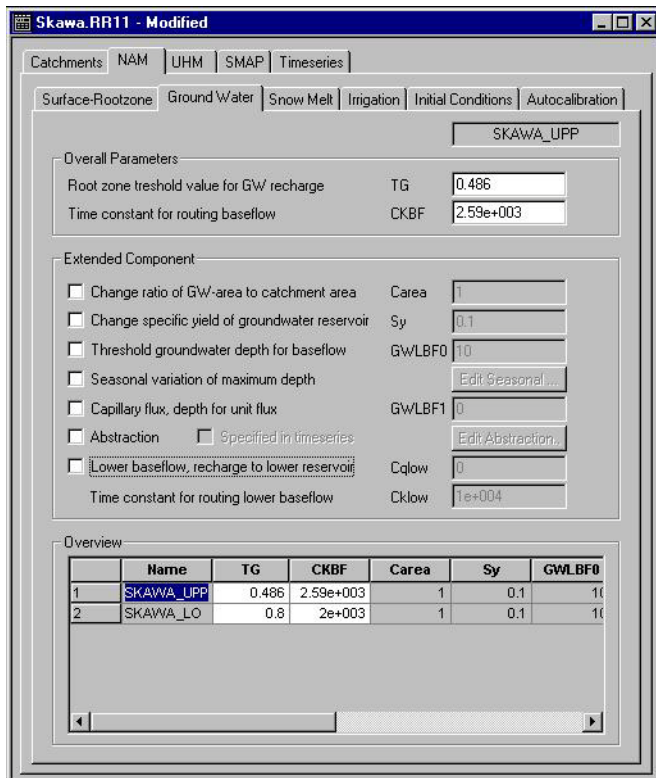 Skawa.RR11 - Modified
Catchments NAM UHM SMAP Timeseries
Surface-Rootzone Ground Water Snow Melt Irrigation Initial Conditions Autocalibration
SKAWA_UPP
Overall Parameters
Root zone treshold value for GW recharge TG 0.486
Time constant for routing baseflow CKBF 2.59e+003
Extended Component
Change ratio of GW-area to catchment area Carea 1
Change specific yield of groundwater reservoir Sy 0.1
Threshold groundwater depth for baseflow GWLBF0 10
Seasonal variation of maximum depth Edit Seasonal ...
Capillary flux, depth for unit flux GWLBF1 0
Abstraction Specified in timeseries Edit Abstraction..
Lower baseflow, recharge to lower reservoir Cqlow 0
Time constant for routing lower baseflow Cklow 1e+004
Overview
Name TG CKBF Carea Sy GWLBF0
1 SKAWA_UPP 0.486 2.59e+003 1 0.1 10
2 SKAWA_LO 0.8 2e+003 1 0.1 10